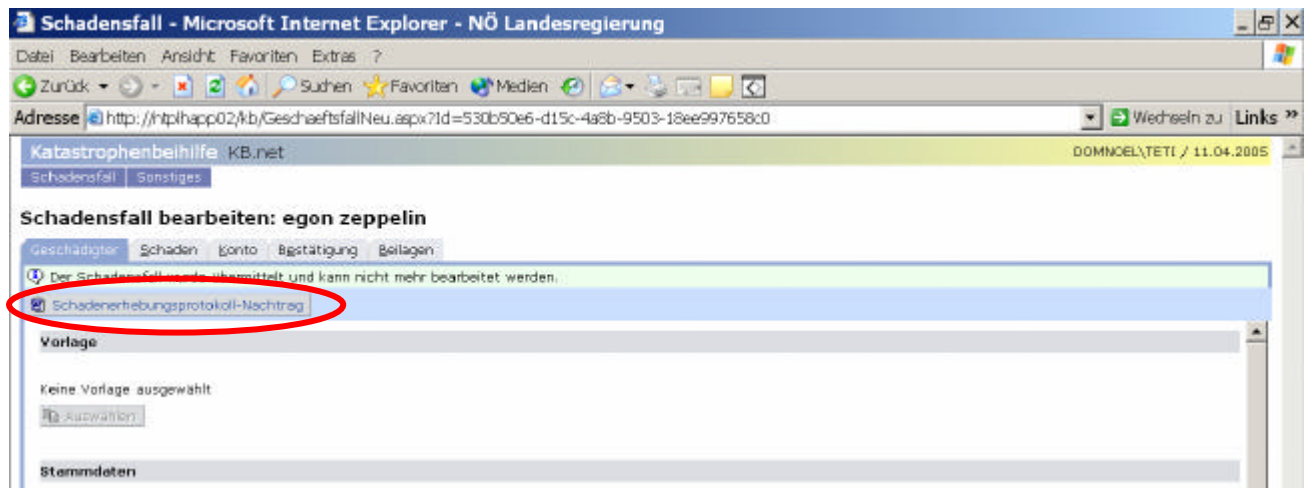 Schadensfall - Microsoft Internet Explorer - NÖ Landesregierung
Datei Bearbeiten Ansicht Favoriten Extras ?
Zurück Suchen Favoriten Medien
Adresse http://ntplhapp02/kb/GeschaeftsfallNeu.aspx?Id=530b50e6-d15c-4a8b-9503-18ee997658c0 Wechseln zu Links »
Katastrophenbeihilfe KB.net DOMNOEL\TETI / 11.04.2005
Schadensfall Sonstiges
Schadensfall bearbeiten: egon zeppelin
Geschädigter Schaden Konto Bestätigung Beilagen
Der Schadensfall wurde übermittelt und kann nicht mehr bearbeitet werden.
Schadenerhebungsprotokoll-Nachtrag
Vorlage
Keine Vorlage ausgewählt
Auswählen
Stammdaten